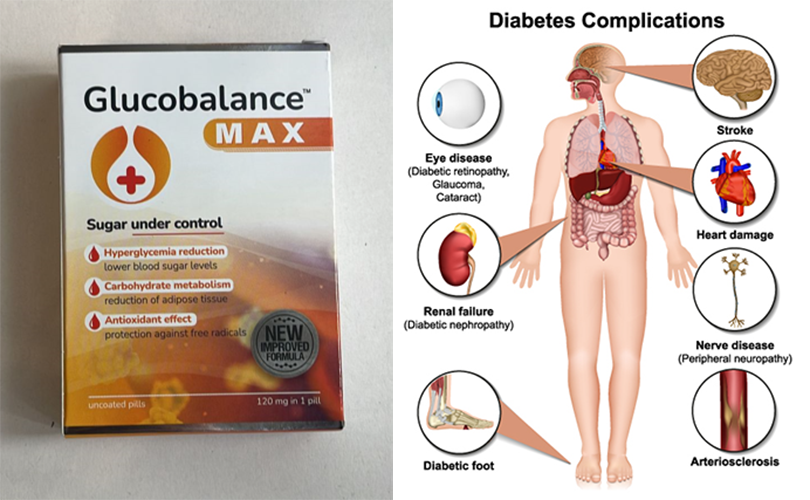 Glucobalance™
MAX
Sugar under control
Hyperglycemia reduction
lower blood sugar levels
Carbohydrate metabolism
reduction of adipose tissue
Antioxidant effect
protection against free radicals
NEW
IMPROVED
FORMULA
uncoated pills
120 mg in 1 pill
Diabetes Complications
Eye disease
(Diabetic retinopathy,
Glaucoma,
Cataract)
Renal failure
(Diabetic nephropathy)
Diabetic foot
Stroke
Heart damage
Nerve disease
(Peripheral neuropathy)
Arteriosclerosis